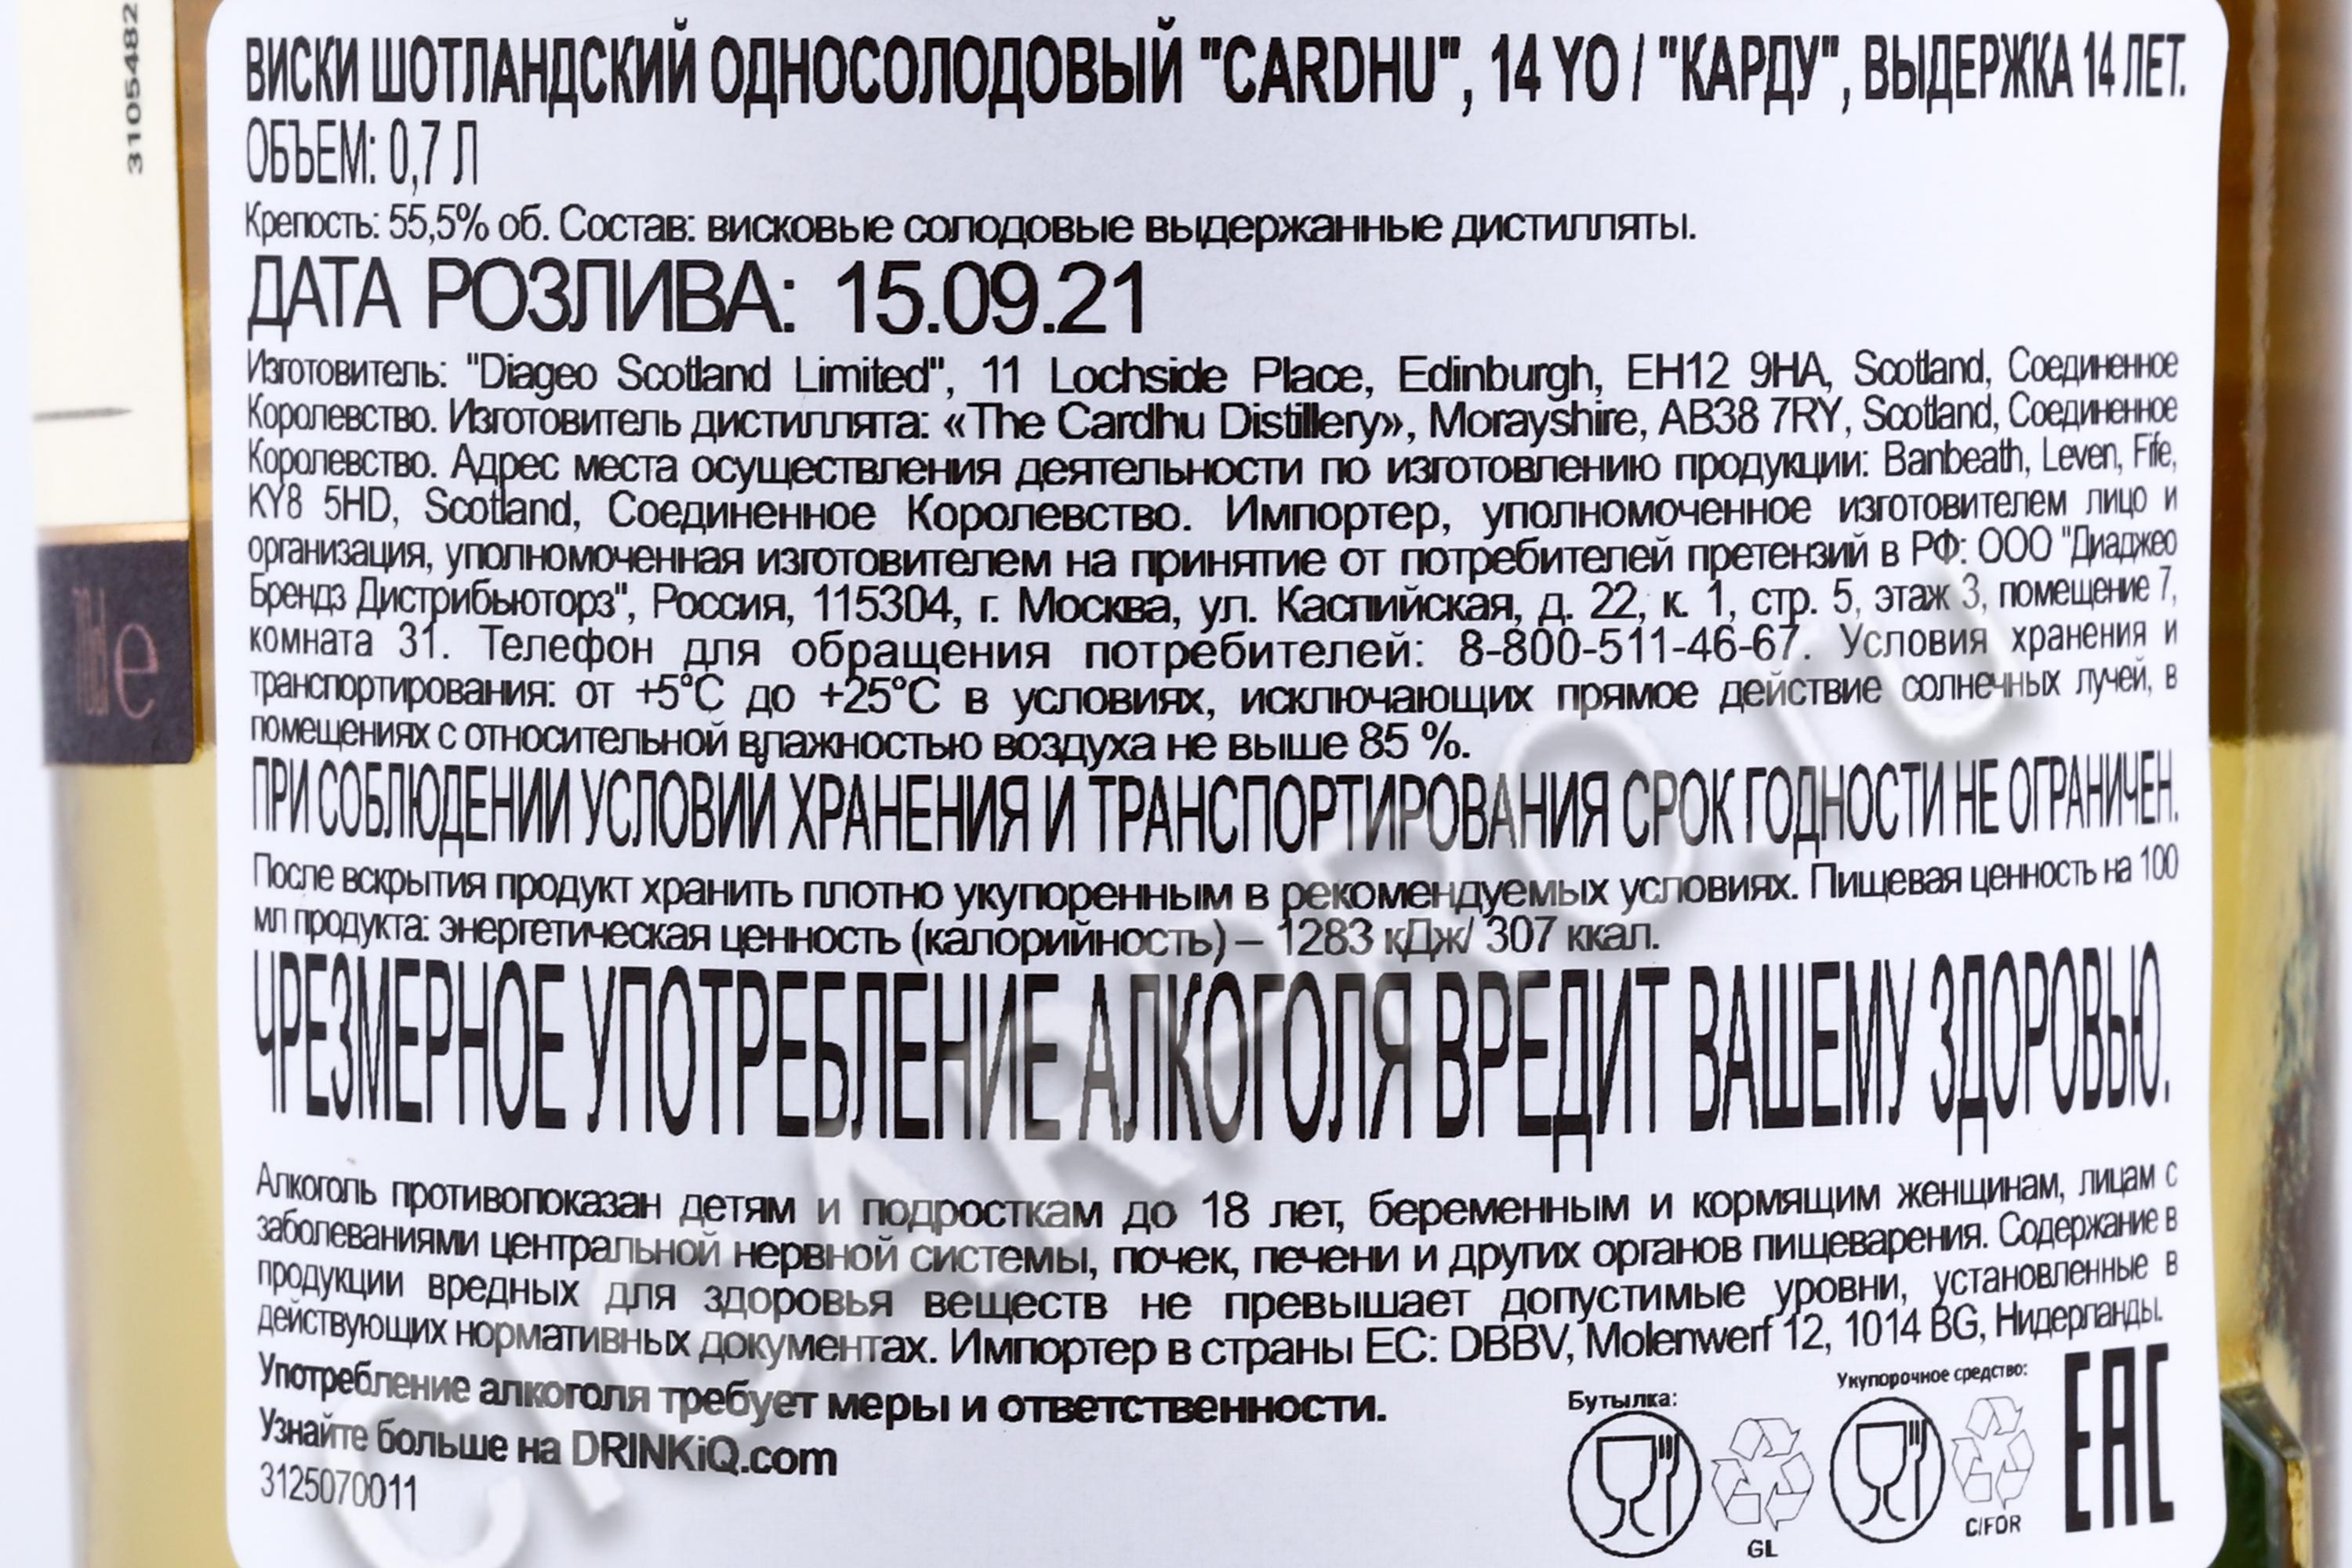 31054482
ВИСКИ ШОТЛАНДСКИЙ ОДНОСОЛОДОВЫЙ "CARDHU", 14 YO / "КАРДУ", ВЫДЕРЖКА 14 ЛЕТ.
ОБЪЕМ: 0,7 Л
Крепость: 55,5% об. Состав: висковые солодовые выдержанные дистилляты.
ДАТА РОЗЛИВА: 15.09.21
Изготовитель: "Diageo Scotland Limited", 11 Lochside Place, Edinburgh, EH12 9HA, Scotland, Соединенное
Королевство. Изготовитель дистиллята: «The Cardhu Distillery», Morayshire, AB38 7RY, Scotland, Соединенное
Королевство. Адрес места осуществления деятельности по изготовлению продукции: Banbeath, Leven, Fife,
KY8 5HD, Scotland, Соединенное Королевство. Импортер, уполномоченное изготовителем лицо и
организация, уполномоченная изготовителем на принятие от потребителей претензий в РФ: ООО "Диаджео
Брендз Дистрибьюторз", Россия, 115304, г. Москва, ул. Каспийская, д. 22, к. 1, стр. 5, этаж 3, помещение 7,
комната 31. Телефон для обращения потребителей: 8-800-511-46-67. Условия хранения и
транспортирования: от +5°С до +25°С в условиях, исключающих прямое действие солнечных лучей, в
помещениях с относительной влажностью воздуха не выше 85 %.
ПРИ СОБЛЮДЕНИИ УСЛОВИЙ ХРАНЕНИЯ И ТРАНСПОРТИРОВАНИЯ СРОК ГОДНОСТИ НЕ ОГРАНИЧЕН.
После вскрытия продукт хранить плотно укупоренным в рекомендуемых условиях. Пищевая ценность на 100
мл продукта: энергетическая ценность (калорийность) – 1283 кДж/ 307 ккал.
ЧРЕЗМЕРНОЕ УПОТРЕБЛЕНИЕ АЛКОГОЛЯ ВРЕДИТ ВАШЕМУ ЗДОРОВЬЮ.
Алкоголь противопоказан детям и подросткам до 18 лет, беременным и кормящим женщинам, лицам с
заболеваниями центральной нервной системы, почек, печени и других органов пищеварения. Содержание в
продукции вредных для здоровья веществ не превышает допустимые уровни, установленные в
действующих нормативных документах. Импортер в страны ЕС: DBBV, Molenwerf 12, 1014 BG, Нидерланды.
Употребление алкоголя требует меры и ответственности.
Узнайте больше на DRINKiQ.com
3125070011
Бутылка:
GL
Укупорочное средство:
C/FOR
EAC
CIGARPRO.ru